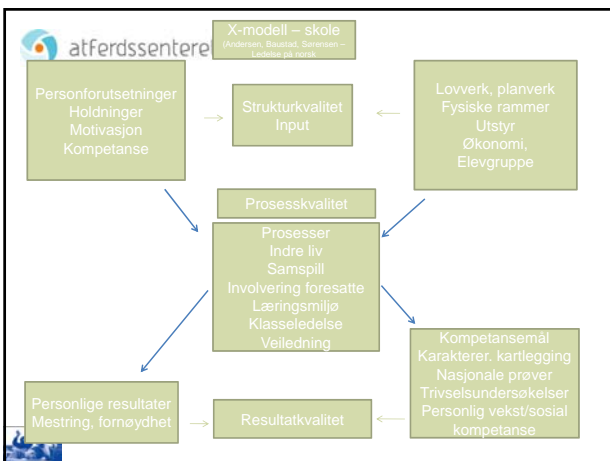 atferdssenteret
X-modell – skole
(Andersen, Baustad, Sørensen –
Ledelse på norsk
Personforutsetninger
Holdninger
Motivasjon
Kompetanse
Strukturkvalitet
Input
Lovverk, planverk
Fysiske rammer
Utstyr
Økonomi,
Elevgruppe
Prosesskvalitet
Prosesser
Indre liv
Samspill
Involvering foresatte
Læringsmiljø
Klasseledelse
Veiledning
Kompetansemål
Karakterer. kartlegging
Nasjonale prøver
Trivselsundersøkelser
Personlig vekst/sosial
kompetanse
Personlige resultater
Mestring, fornøydhet
Resultatkvalitet